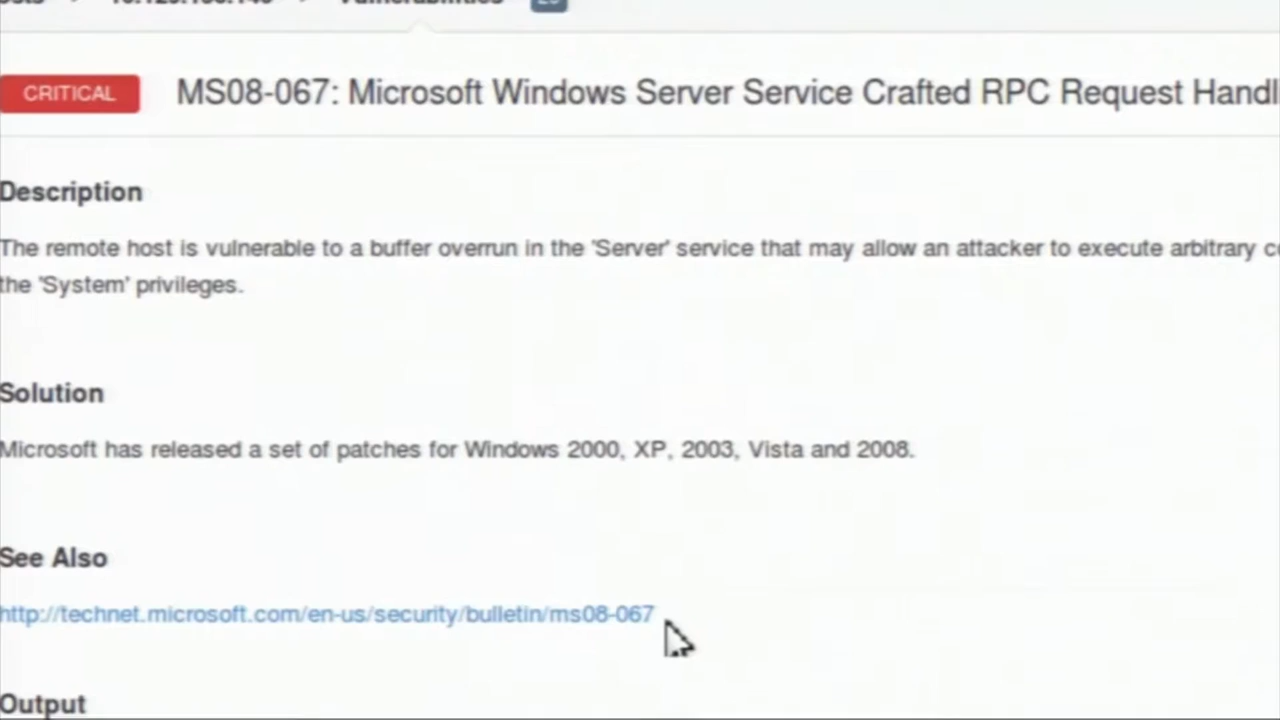 Vulnerabilities
CRITICAL MS08-067: Microsoft Windows Server Service Crafted RPC Request Handl
Description
The remote host is vulnerable to a buffer overrun in the 'Server' service that may allow an attacker to execute arbitrary
the 'System' privileges.
Solution
Microsoft has released a set of patches for Windows 2000, XP, 2003, Vista and 2008.
See Also
http://technet.microsoft.com/en-us/security/bulletin/ms08-067
Output